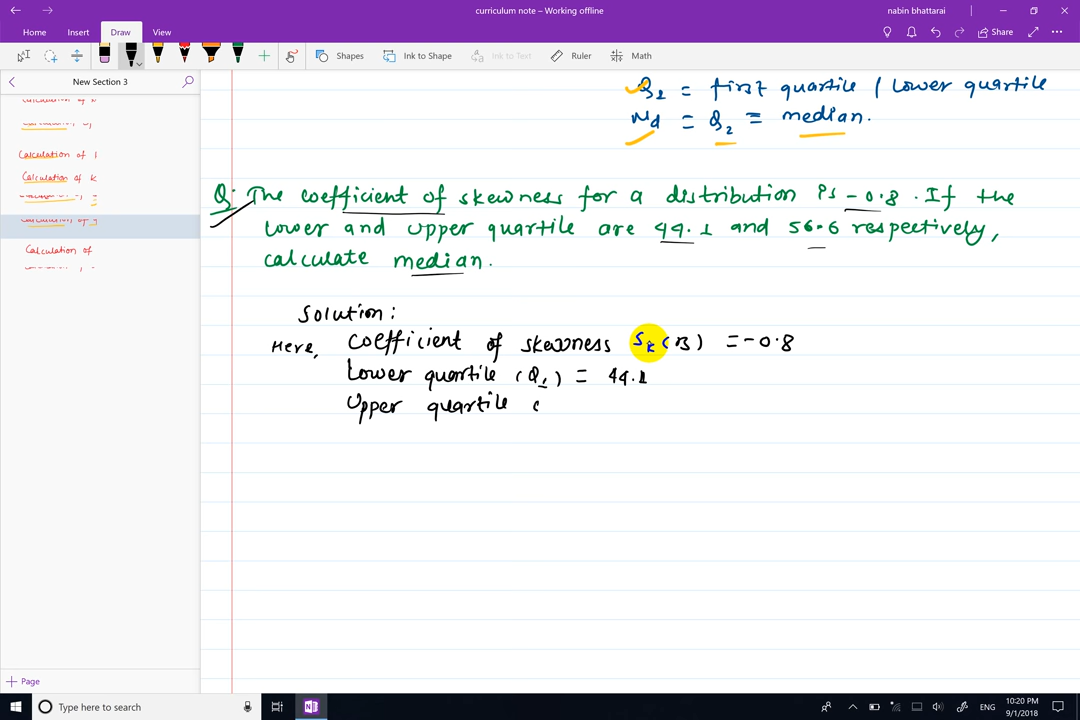 curriculum note – Working offline
nabin bhattarai
Home Insert Draw View
Share
Shapes Ink to Shape Ink to Text Ruler Math
New Section 3
Calculation of
Calculation of
Calculation of k
Calculation of
Page
= first quartile / Lower quartile
Md = Q2 = median.
Q: The coefficient of skewness for a distribution is -0.8. If the
Lower and Upper quartile are 44.1 and 56.6 respectively,
calculate median.
Solution:
Here, Coefficient of skewness Sk(B) = -0.8
Lower quartile (Q1) = 44.1
Upper quartile (
Type here to search
ENG
10:20 PM
9/1/2018